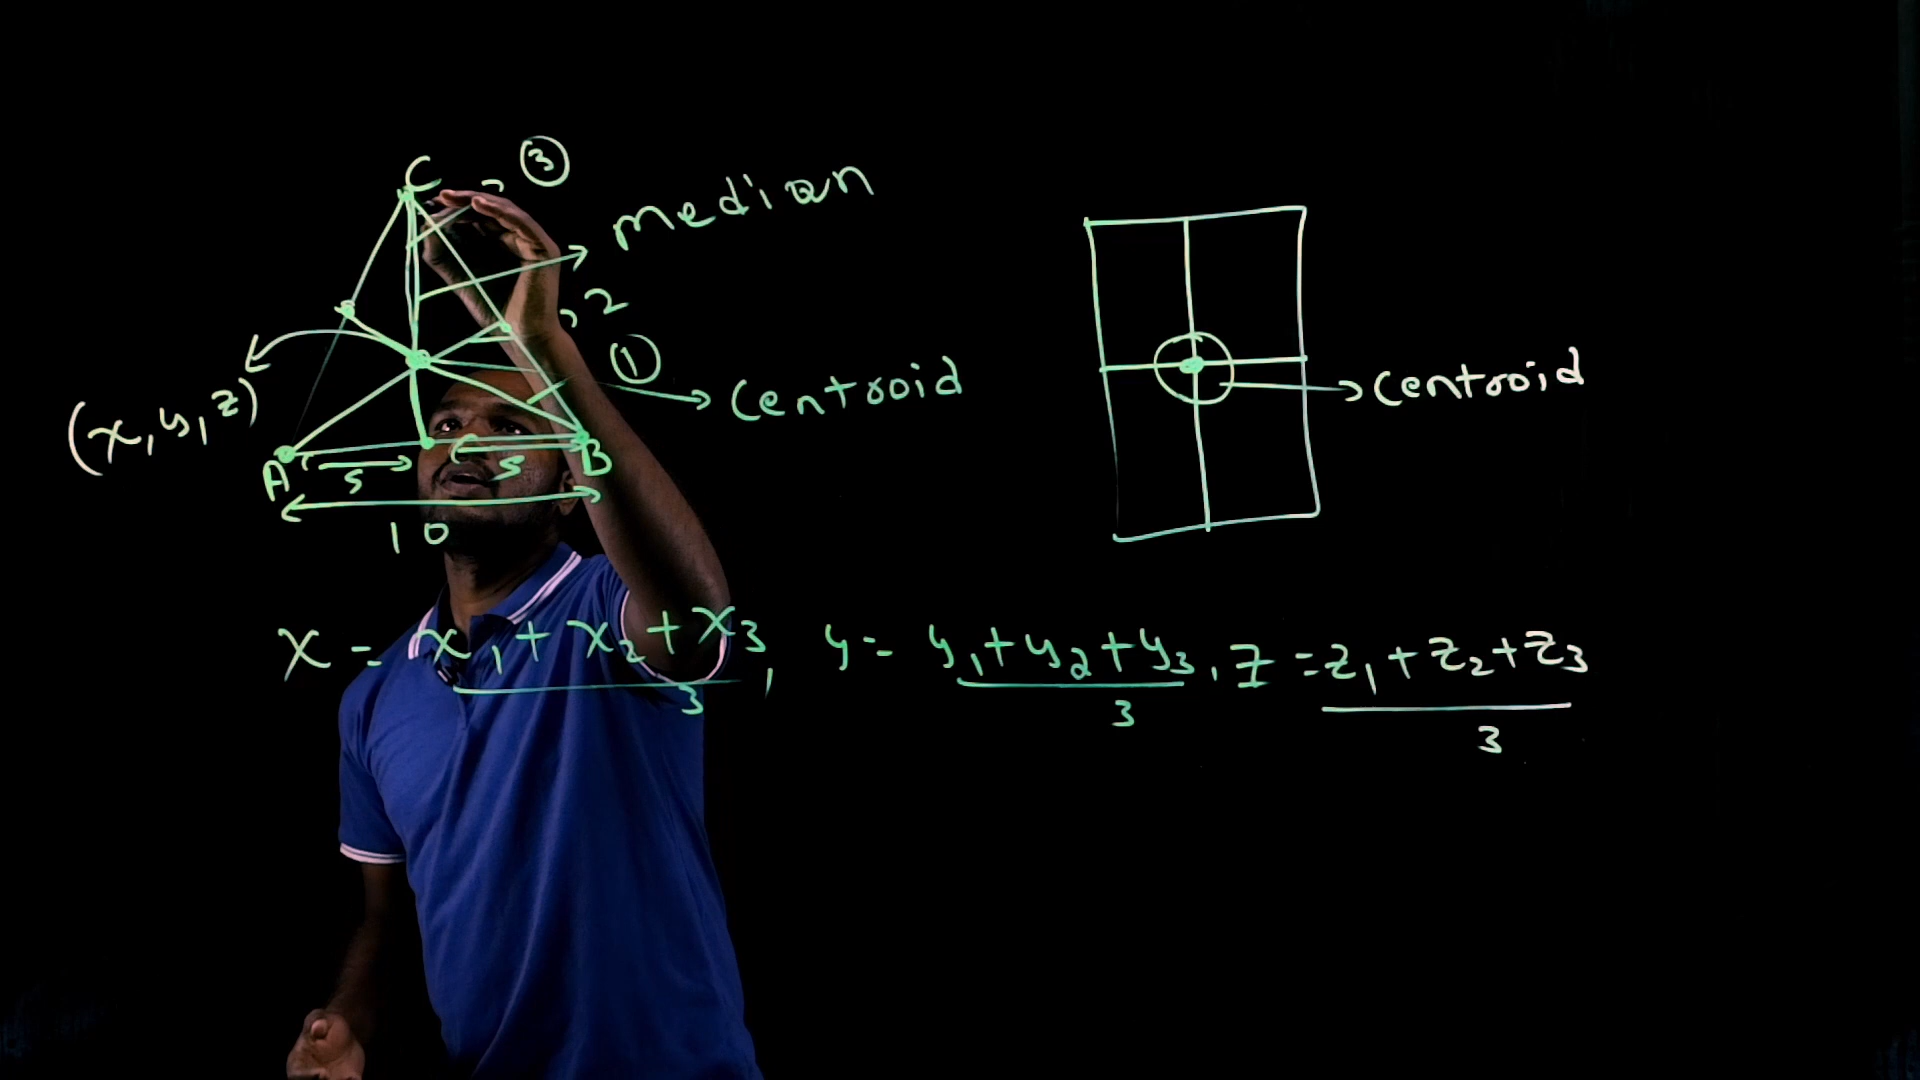 C
③
median
2
①
Centroid
(x, y, z)
A
B
5
5
10
Centroid
x = x₁ + x₂ + x₃ / 3, y = y₁ + y₂ + y₃ / 3, z = z₁ + z₂ + z₃ / 3